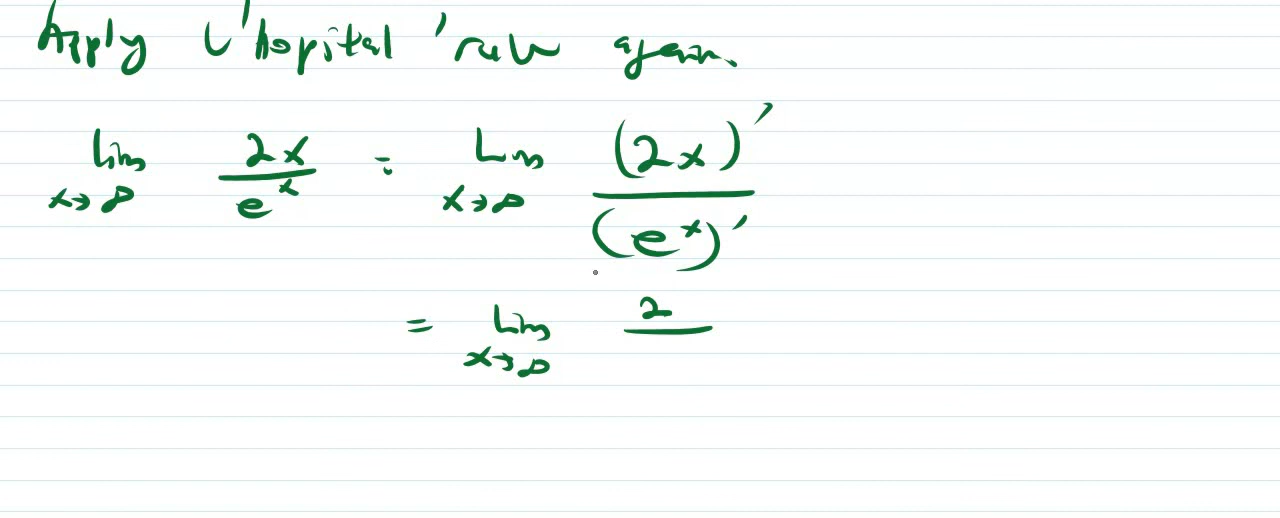 Apply L'hopital 'rule again.
lim x→∞ 2x/e^x = lim x→∞ (2x)'/(e^x)'
= lim x→∞ 2/